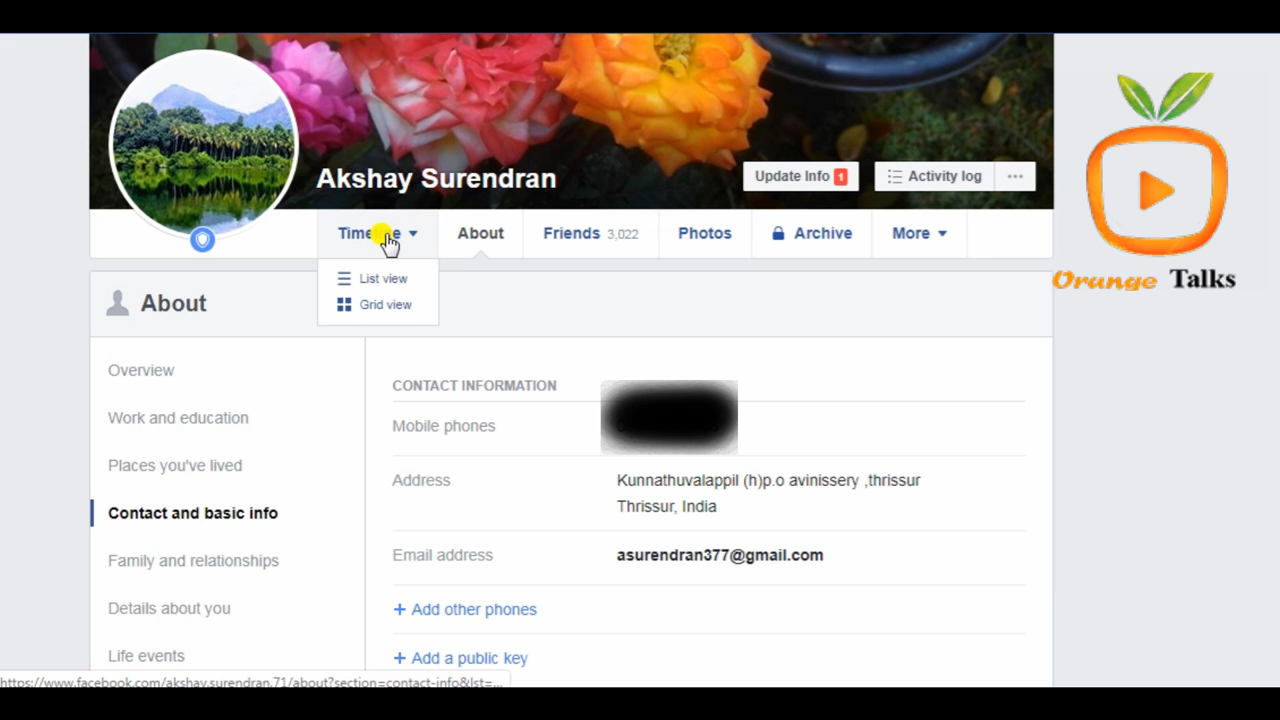 Akshay Surendran
Update Info 1
Activity log
Timeline
About
Friends 3,022
Photos
Archive
More
List view
Grid view
Orange Talks
About
Overview
Work and education
Places you've lived
Contact and basic info
Family and relationships
Details about you
Life events
CONTACT INFORMATION
Mobile phones
Address
Kunnathuvalappil (h)p.o avinissery ,thrissur
Thrissur, India
Email address
asurendran377@gmail.com
+ Add other phones
+ Add a public key
https://www.facebook.com/akshay.surendran.71/about?section=contact-info&lst=...